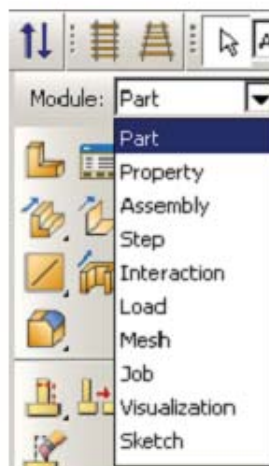 Module: Part
Part
Property
Assembly
Step
Interaction
Load
Mesh
Job
Visualization
Sketch